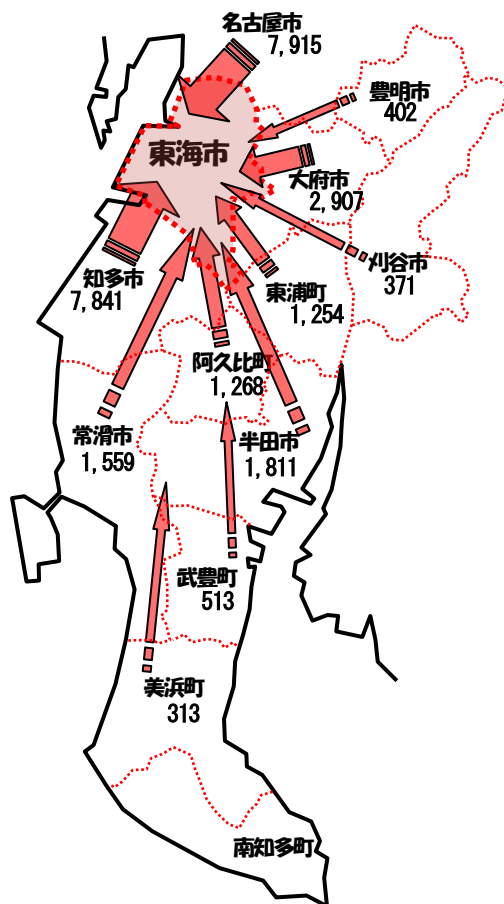 名古屋市
7,915
豊明市
402
東海市
大府市
2,907
刈谷市
371
知多市
7,841
東浦町
1,254
阿久比町
1,268
常滑市
1,559
半田市
1,811
武豊町
513
美浜町
313
南知多町